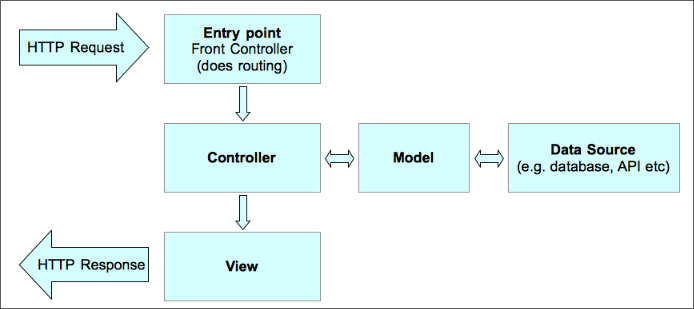 HTTP Request
Entry point
Front Controller
(does routing)
Controller
Model
Data Source
(e.g. database, API etc)
HTTP Response
View